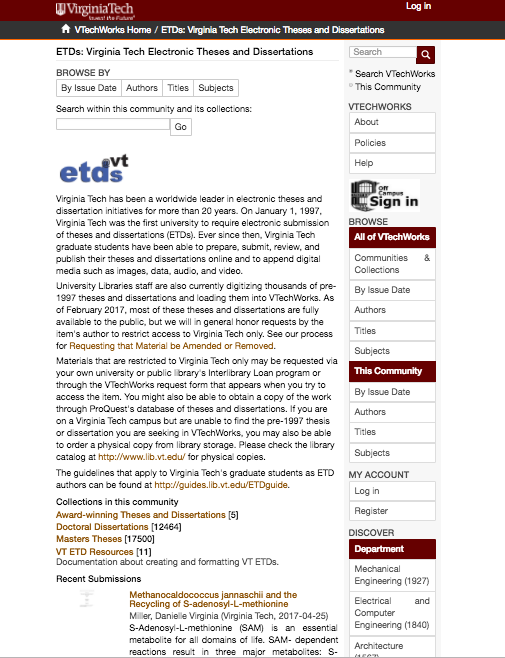 VirginiaTech
Invent the Future
Log in
VTechWorks Home / ETDs: Virginia Tech Electronic Theses and Dissertations
ETDs: Virginia Tech Electronic Theses and Dissertations
BROWSE BY
By Issue Date Authors Titles Subjects
Search within this community and its collections:
Go
etds@vt
Virginia Tech has been a worldwide leader in electronic theses and
dissertation initiatives for more than 20 years. On January 1, 1997,
Virginia Tech was the first university to require electronic submission
of theses and dissertations (ETDs). Ever since then, Virginia Tech
graduate students have been able to prepare, submit, review, and
publish their theses and dissertations online and to append digital
media such as images, data, audio, and video.
University Libraries staff are also currently digitizing thousands of pre-
1997 theses and dissertations and loading them into VTechWorks. As
of February 2017, most of these theses and dissertations are fully
available to the public, but we will in general honor requests by the
item's author to restrict access to Virginia Tech only. See our process
for Requesting that Material be Amended or Removed.
Materials that are restricted to Virginia Tech only may be requested via
your own university or public library's Interlibrary Loan program or
through the VTechWorks request form that appears when you try to
access the item. You might also be able to obtain a copy of the work
through ProQuest's database of theses and dissertations. If you are
on a Virginia Tech campus but are unable to find the pre-1997 thesis
or dissertation you are seeking in VTechWorks, you may also be able
to order a physical copy from library storage. Please check the library
catalog at http://www.lib.vt.edu/ for physical copies.
The guidelines that apply to Virginia Tech's graduate students as ETD
authors can be found at http://guides.lib.vt.edu/ETDguide.
Collections in this community
Award-winning Theses and Dissertations [5]
Doctoral Dissertations [12464]
Masters Theses [17500]
VT ETD Resources [11]
Documentation about creating and formatting VT ETDs.
Recent Submissions
Methanocaldococcus jannaschii and the
Recycling of S-adenosyl-L-methionine
Miller, Danielle Virginia (Virginia Tech, 2017-04-25)
S-Adenosyl-L-methionine (SAM) is an essential
metabolite for all domains of life. SAM- dependent
reactions result in three major metabolites: S-
Search
Search VTechWorks
This Community
VTECHWORKS
About
Policies
Help
Off
Campus
Sign in
BROWSE
All of VTechWorks
Communities &
Collections
By Issue Date
Authors
Titles
Subjects
This Community
By Issue Date
Authors
Titles
Subjects
MY ACCOUNT
Log in
Register
DISCOVER
Department
Mechanical
Engineering (1927)
Electrical and
Computer
Engineering (1840)
Architecture
(1567)